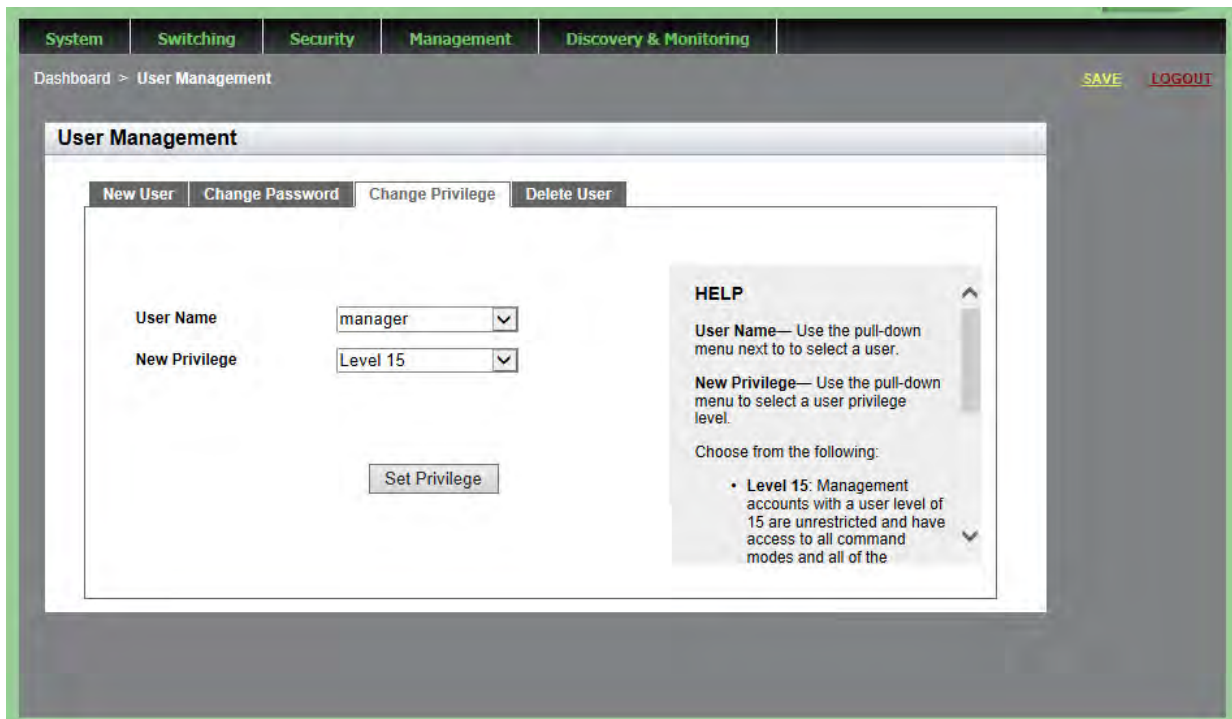 System Switching Security Management Discovery & Monitoring
Dashboard > User Management SAVE LOGOUT
User Management
New User Change Password Change Privilege Delete User
User Name manager
New Privilege Level 15
Set Privilege
HELP
User Name— Use the pull-down
menu next to to select a user.
New Privilege— Use the pull-down
menu to select a user privilege
level.
Choose from the following:
• Level 15: Management
accounts with a user level of
15 are unrestricted and have
access to all command
modes and all of the